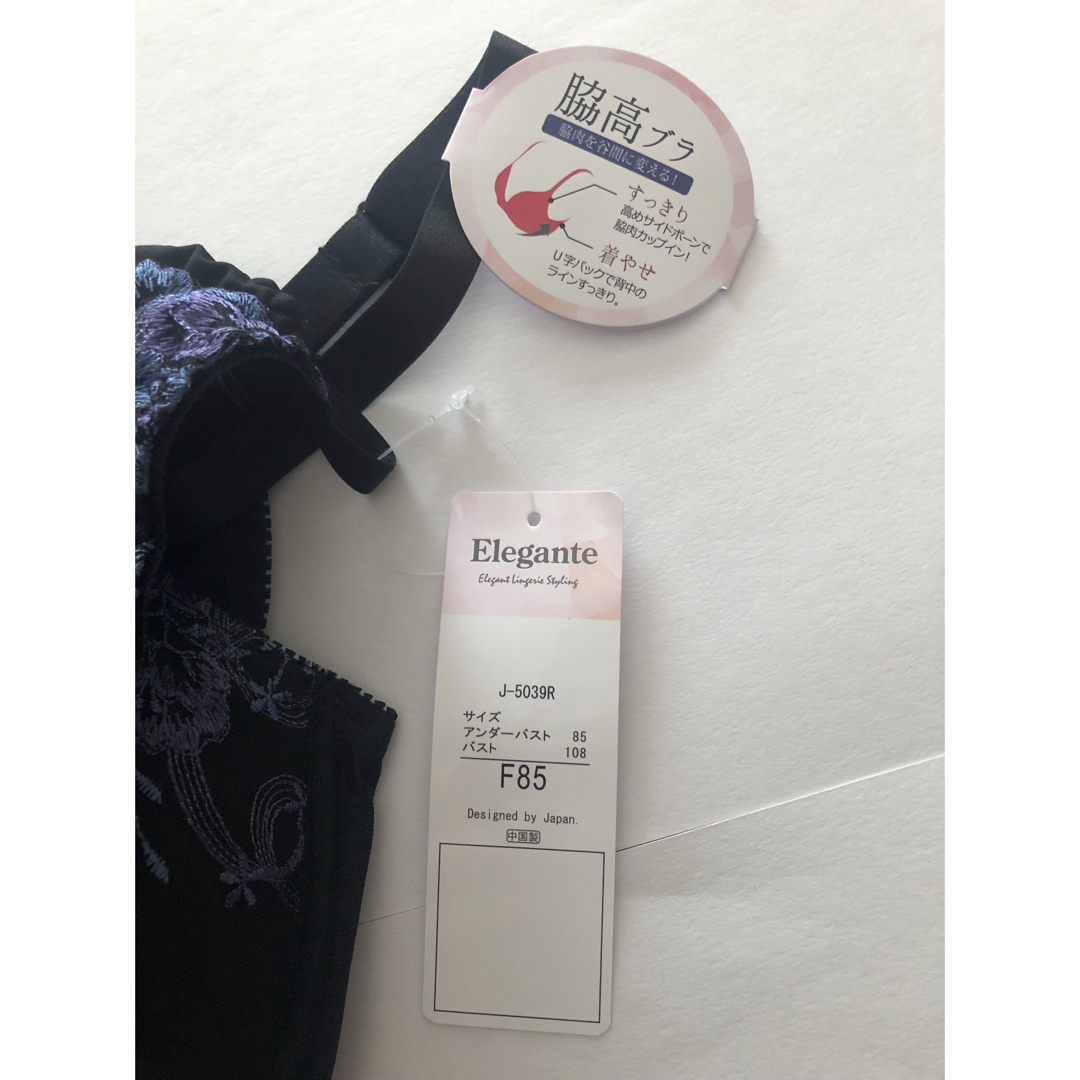 脇高ブラ
脇肉を谷間に変える!
すっきり
高めサイドボーンで
脇肉カップイン!
着やせ
U字バックで背中の
ラインすっきり。
Elegante
Elegant Lingerie Styling
J-5039R
サイズ
アンダーバスト 85
バスト 108
F85
Designed by Japan.
中国製